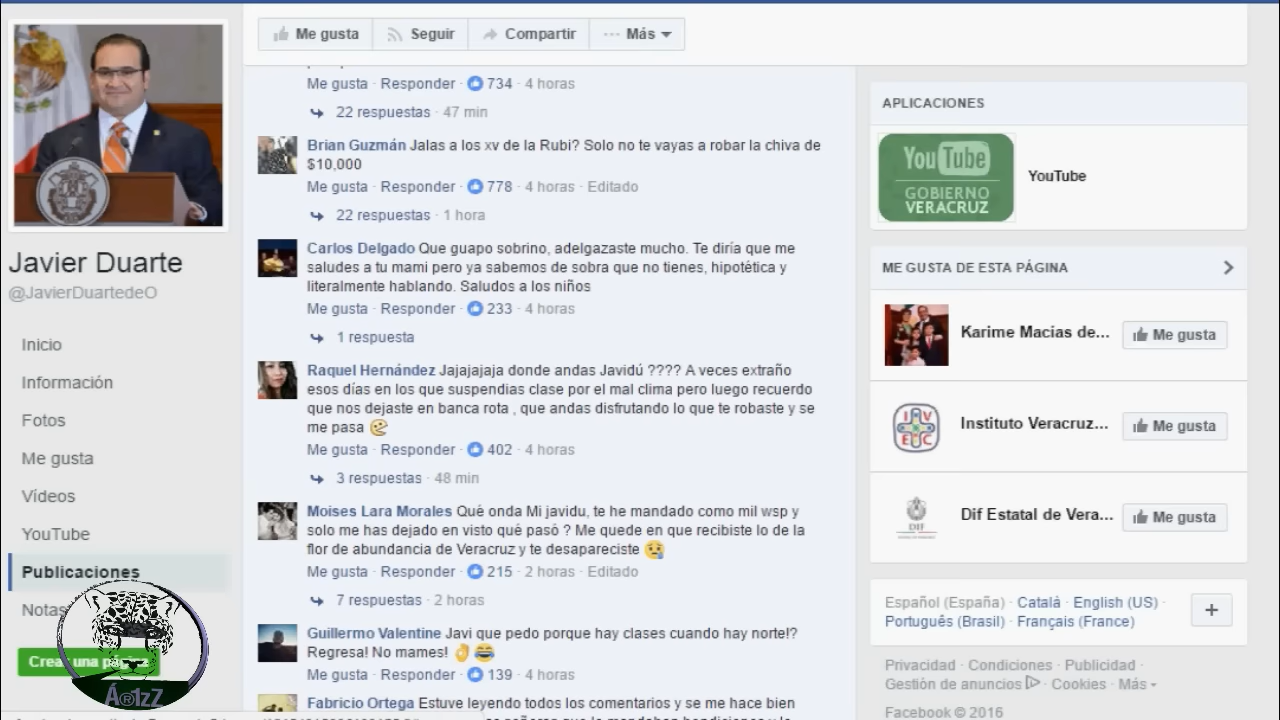 Me gusta
Seguir
Compartir
Más
Me gusta · Responder · 734 · 4 horas
22 respuestas · 47 min
Brian Guzmán Jalas a los xv de la Rubi? Solo no te vayas a robar la chiva de
$10,000
Me gusta · Responder · 778 · 4 horas · Editado
22 respuestas · 1 hora
Carlos Delgado Que guapo sobrino, adelgazaste mucho. Te diría que me
saludes a tu mami pero ya sabemos de sobra que no tienes, hipotética y
literalmente hablando. Saludos a los niños
Me gusta · Responder · 233 · 4 horas
1 respuesta
Raquel Hernández Jajajajaja donde andas Javidú ???? A veces extraño
esos días en los que suspendias clase por el mal clima pero luego recuerdo
que nos dejaste en banca rota , que andas disfrutando lo que te robaste y se
me pasa
Me gusta · Responder · 402 · 4 horas
3 respuestas · 48 min
Moises Lara Morales Qué onda Mi javidu, te he mandado como mil wsp y
solo me has dejado en visto qué pasó ? Me quede en que recibiste lo de la
flor de abundancia de Veracruz y te desapareciste
Me gusta · Responder · 215 · 2 horas · Editado
7 respuestas · 2 horas
Guillermo Valentine Javi que pedo porque hay clases cuando hay norte!?
Regresa! No mames! 👌😂
Me gusta · Responder · 139 · 4 horas
Fabricio Ortega Estuve leyendo todos los comentarios y se me hace bien
Javier Duarte
@JavierDuartedeO
Inicio
Información
Fotos
Me gusta
Vídeos
YouTube
Publicaciones
Notas
Crear una página
Á®1zZ
APLICACIONES
YouTube
GOBIERNO
VERACRUZ
YouTube
ME GUSTA DE ESTA PÁGINA
Karime Macias de...
Me gusta
IVEC
Instituto Veracruz...
Me gusta
DIF
Dif Estatal de Vera...
Me gusta
Español (España) · Català · English (US) ·
Português (Brasil) · Français (France)
+
Privacidad · Condiciones · Publicidad ·
Gestión de anuncios · Cookies · Más
Facebook © 2016